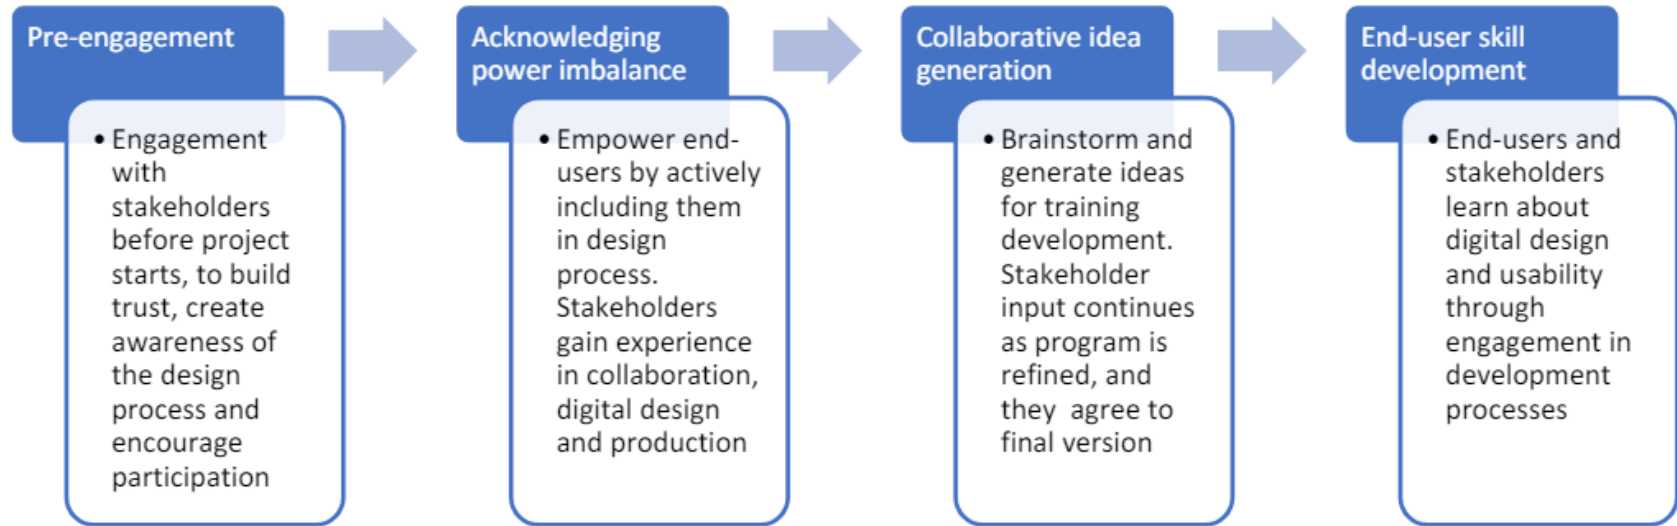 Pre-engagement
• Engagement
with
stakeholders
before project
starts, to build
trust, create
awareness of
the design
process and
encourage
participation
Acknowledging
power imbalance
• Empower end-
users by actively
including them
in design
process.
Stakeholders
gain experience
in collaboration,
digital design
and production
Collaborative idea
generation
• Brainstorm and
generate ideas
for training
development.
Stakeholder
input continues
as program is
refined, and
they  agree to
final version
End-user skill
development
• End-users and
stakeholders
learn about
digital design
and usability
through
engagement in
development
processes